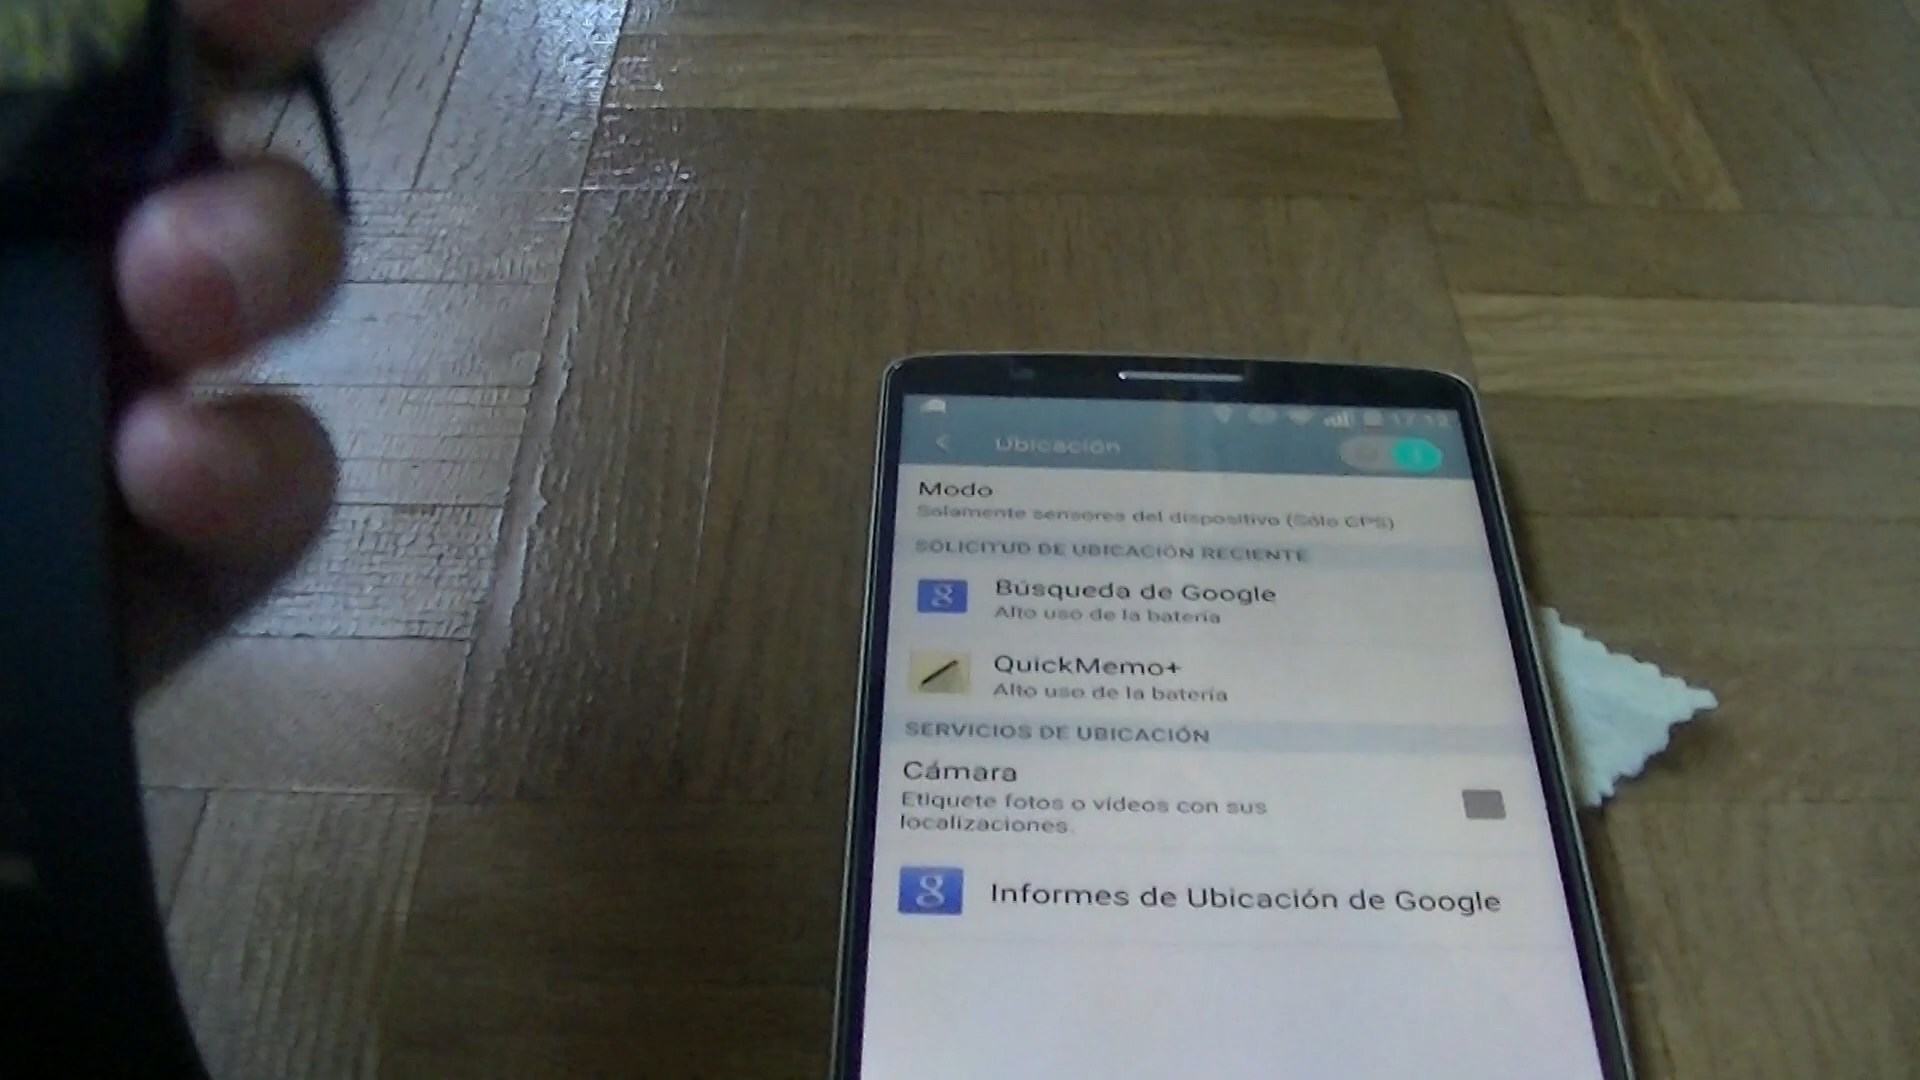 17:12
Ubicación
Modo
Solamente sensores del dispositivo (Sólo GPS)
SOLICITUD DE UBICACIÓN RECIENTE
g
Búsqueda de Google
Alto uso de la batería
QuickMemo+
Alto uso de la batería
SERVICIOS DE UBICACIÓN
Cámara
Etiquete fotos o vídeos con sus
localizaciones.
g
Informes de Ubicación de Google